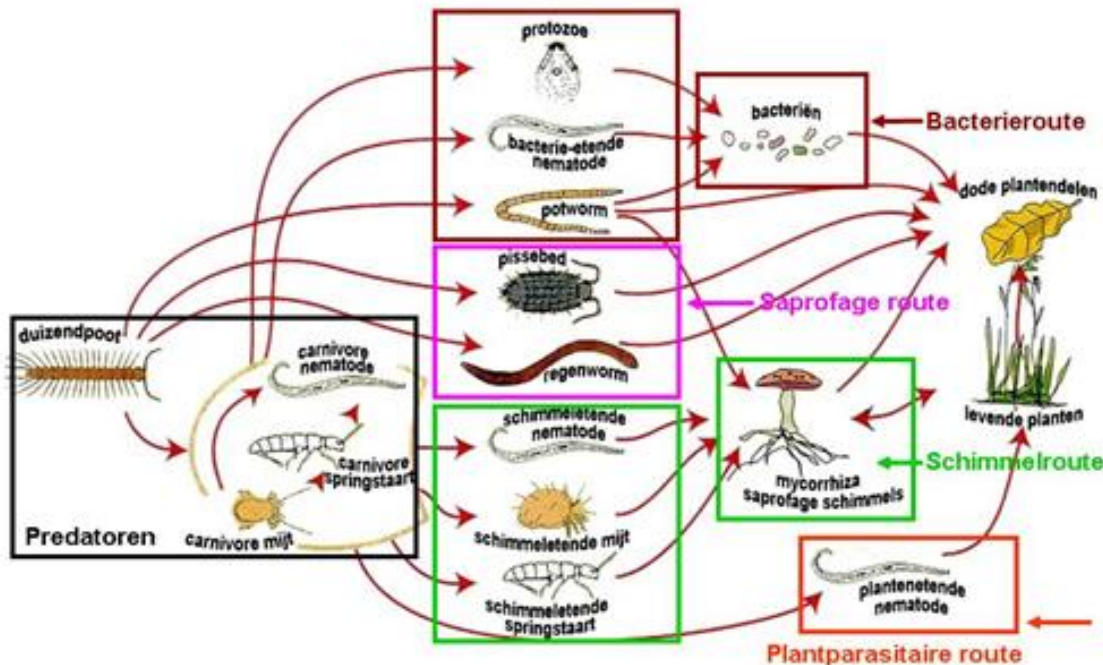 protozoe
bacterie-etende
nematode
potworm
bacteriën
Bacterieroute
dode plantendelen
pissebed
Saprofage route
regenworm
duizendpoot
carnivore
nematode
carnivore
springstaart
carnivore mijt
Predatoren
schimmeletende
nematode
schimmeletende mijt
schimmeletende
springstaart
mycorrhiza
saprofage schimmels
levende planten
Schimmelroute
plantenetende
nematode
Plantparasitaire route